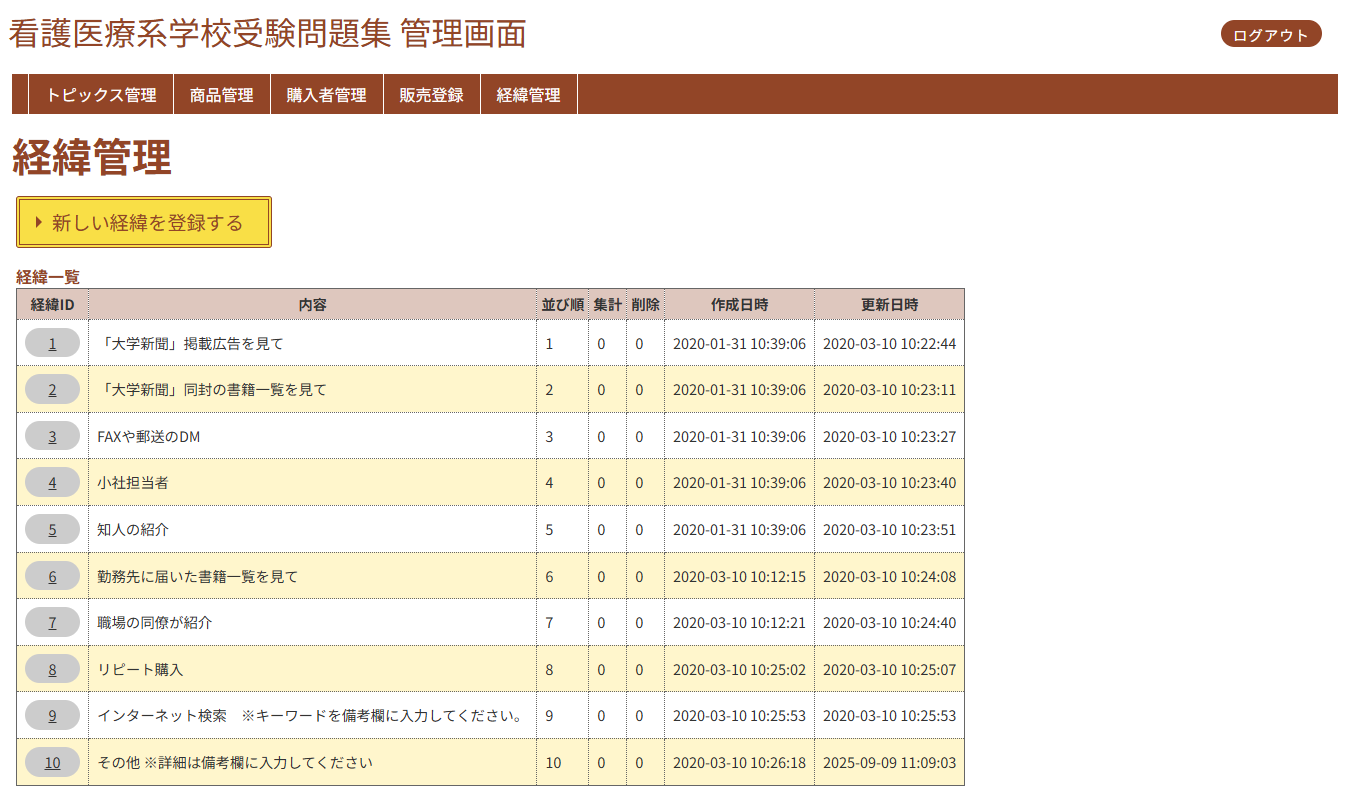 看護医療系学校受験問題集 管理画面
ログアウト
トピックス管理 商品管理 購入者管理 販売登録 経緯管理
経緯管理
新しい経緯を登録する
経緯一覧
経緯ID 内容 並び順 集計 削除 作成日時 更新日時
1 「大学新聞」掲載広告を見て 1 0 0 2020-01-31 10:39:06 2020-03-10 10:22:44
2 「大学新聞」同封の書籍一覧を見て 2 0 0 2020-01-31 10:39:06 2020-03-10 10:23:11
3 FAXや郵送のDM 3 0 0 2020-01-31 10:39:06 2020-03-10 10:23:27
4 小社担当者 4 0 0 2020-01-31 10:39:06 2020-03-10 10:23:40
5 知人の紹介 5 0 0 2020-01-31 10:39:06 2020-03-10 10:23:51
6 勤務先に届いた書籍一覧を見て 6 0 0 2020-03-10 10:12:15 2020-03-10 10:24:08
7 職場の同僚が紹介 7 0 0 2020-03-10 10:12:21 2020-03-10 10:24:40
8 リピート購入 8 0 0 2020-03-10 10:25:02 2020-03-10 10:25:07
9 インターネット検索　※キーワードを備考欄に入力してください。 9 0 0 2020-03-10 10:25:53 2020-03-10 10:25:53
10 その他 ※詳細は備考欄に入力してください 10 0 0 2020-03-10 10:26:18 2025-09-09 11:09:03